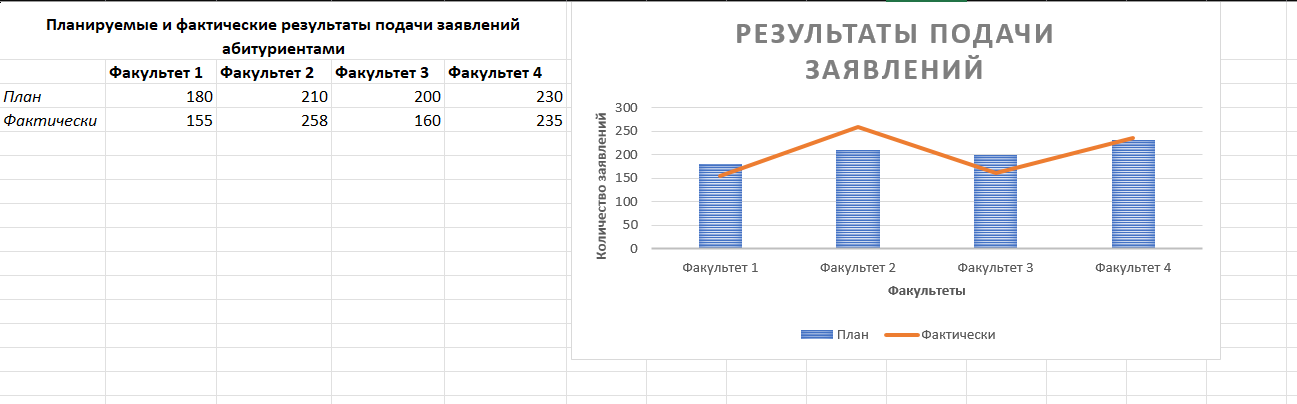 Планируемые и фактические результаты подачи заявлений
абитуриентами
Факультет 1 Факультет 2 Факультет 3 Факультет 4
План 180 210 200 230
Фактически 155 258 160 235
РЕЗУЛЬТАТЫ ПОДАЧИ
ЗАЯВЛЕНИЙ
Количество заявлений
300
250
200
150
100
50
0
Факультет 1 Факультет 2 Факультет 3 Факультет 4
Факультеты
План Фактически